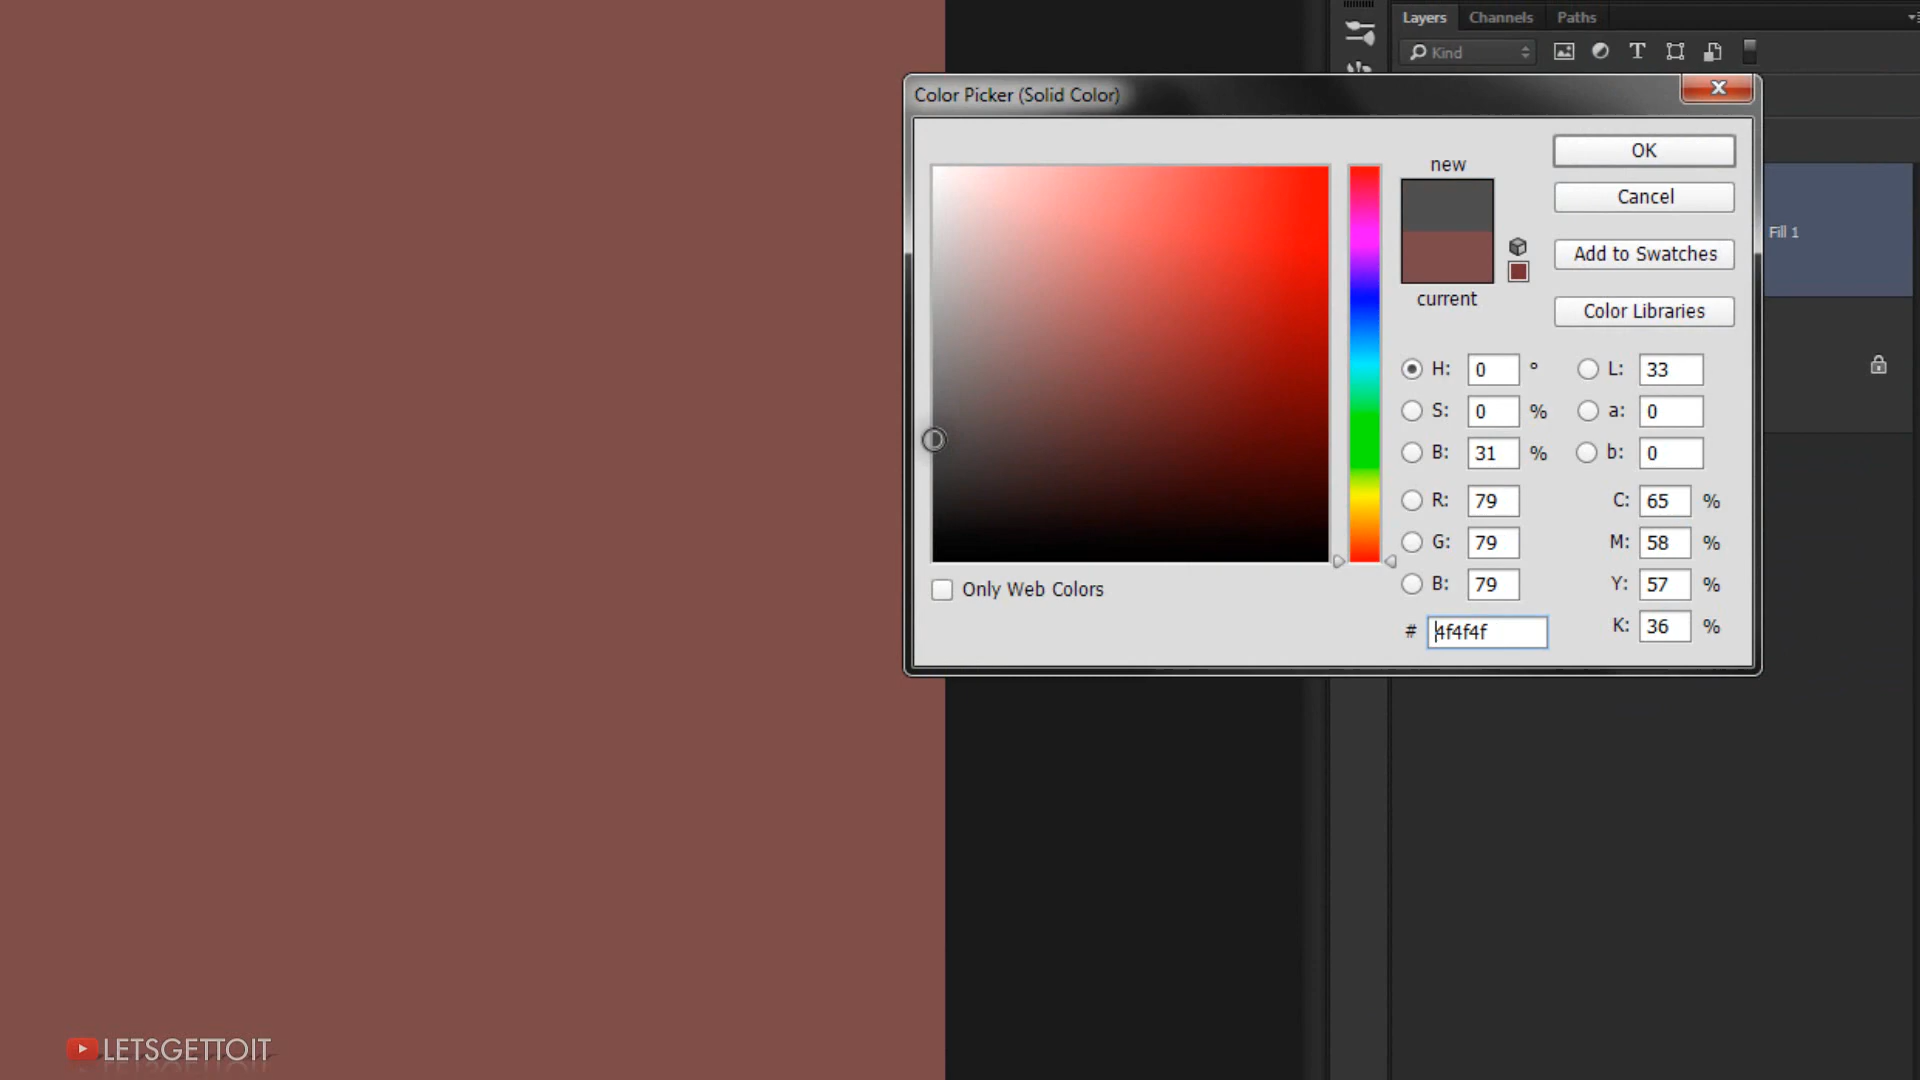 Layers Channels Paths
Kind
Color Picker (Solid Color)
new
OK
Cancel
Add to Swatches
Fill 1
current
Color Libraries
H: 0 ° L: 33
S: 0 % a: 0
B: 31 % b: 0
R: 79 C: 65 %
G: 79 M: 58 %
B: 79 Y: 57 %
Only Web Colors
# 4f4f4f K: 36 %
LETSGETTOIT